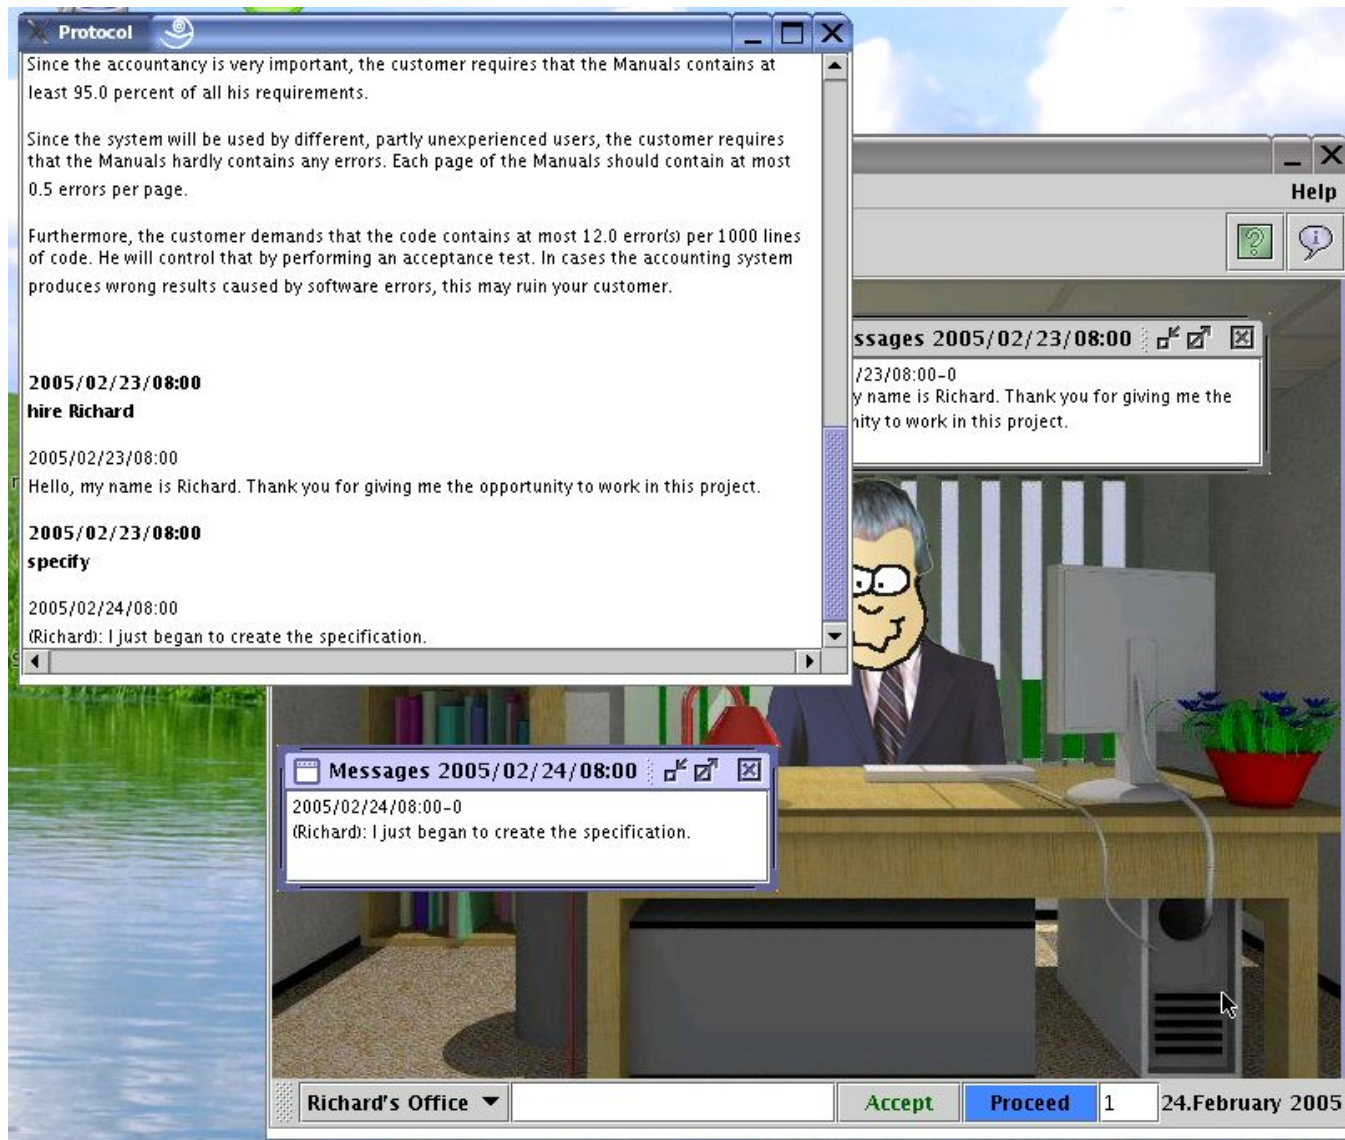 Protocol
Since the accountancy is very important, the customer requires that the Manuals contains at
least 95.0 percent of all his requirements.
Since the system will be used by different, partly unexperienced users, the customer requires
that the Manuals hardly contains any errors. Each page of the Manuals should contain at most
0.5 errors per page.
Furthermore, the customer demands that the code contains at most 12.0 error(s) per 1000 lines
of code. He will control that by performing an acceptance test. In cases the accounting system
produces wrong results caused by software errors, this may ruin your customer.
2005/02/23/08:00
hire Richard
2005/02/23/08:00
Hello, my name is Richard. Thank you for giving me the opportunity to work in this project.
2005/02/23/08:00
specify
2005/02/24/08:00
(Richard): I just began to create the specification.
Help
ssages 2005/02/23/08:00
/23/08:00-0
y name is Richard. Thank you for giving me the
nity to work in this project.
Messages 2005/02/24/08:00
2005/02/24/08:00-0
(Richard): I just began to create the specification.
Richard's Office
Accept
Proceed
1
24.February 2005